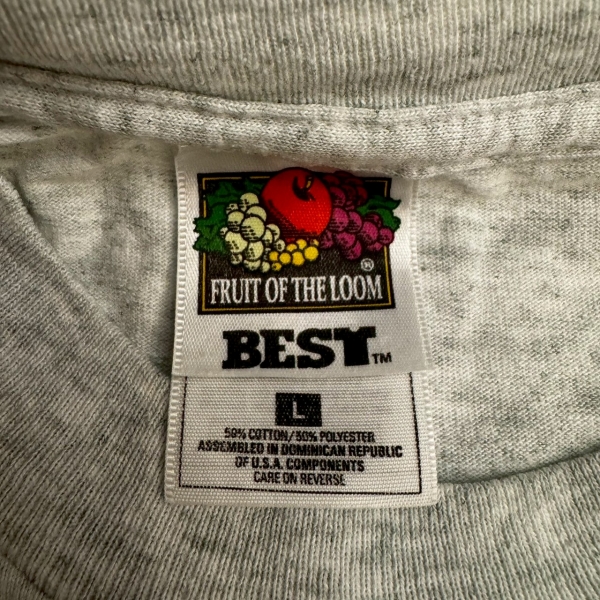 FRUIT OF THE LOOM ®
BEST™
L
50% COTTON/50% POLYESTER
ASSEMBLED IN DOMINICAN REPUBLIC
OF U.S.A. COMPONENTS
CARE ON REVERSE